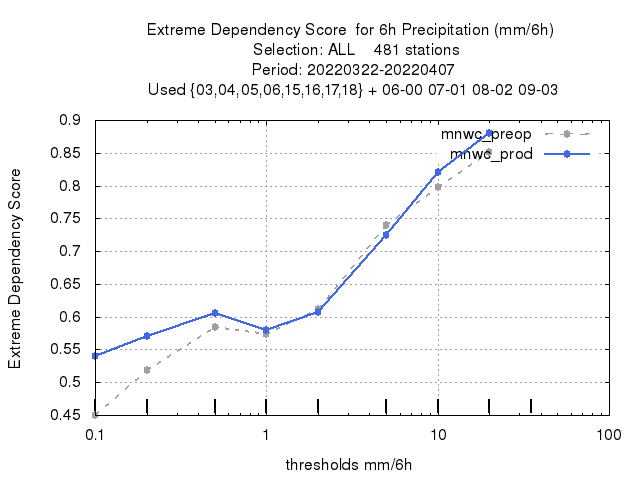 Extreme Dependency Score  for 6h Precipitation (mm/6h)
Selection: ALL    481 stations
Period: 20220322-20220407
Used {03,04,05,06,15,16,17,18} + 06-00 07-01 08-02 09-03
mnwc_preop
mnwc_prod
Extreme Dependency Score
0.9
0.85
0.8
0.75
0.7
0.65
0.6
0.55
0.5
0.45
0.1 1 10 100
thresholds mm/6h